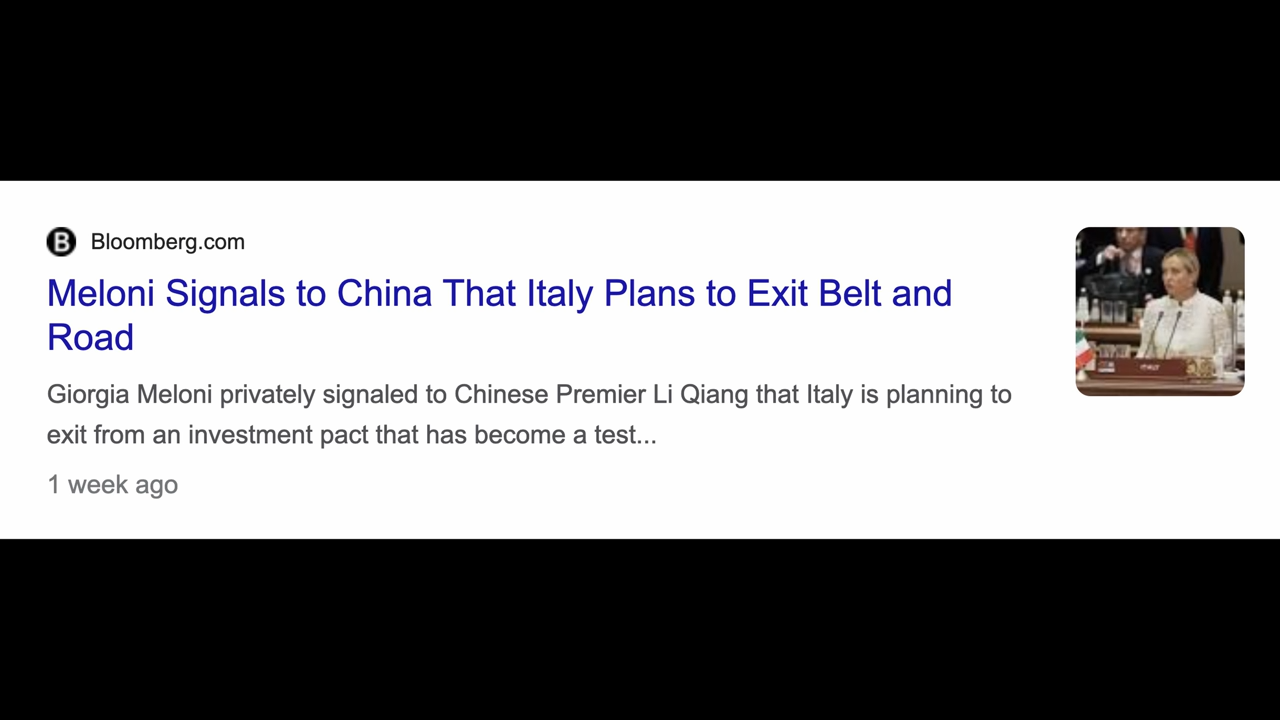 B Bloomberg.com
Meloni Signals to China That Italy Plans to Exit Belt and
Road
Giorgia Meloni privately signaled to Chinese Premier Li Qiang that Italy is planning to
exit from an investment pact that has become a test...
1 week ago
ITALY